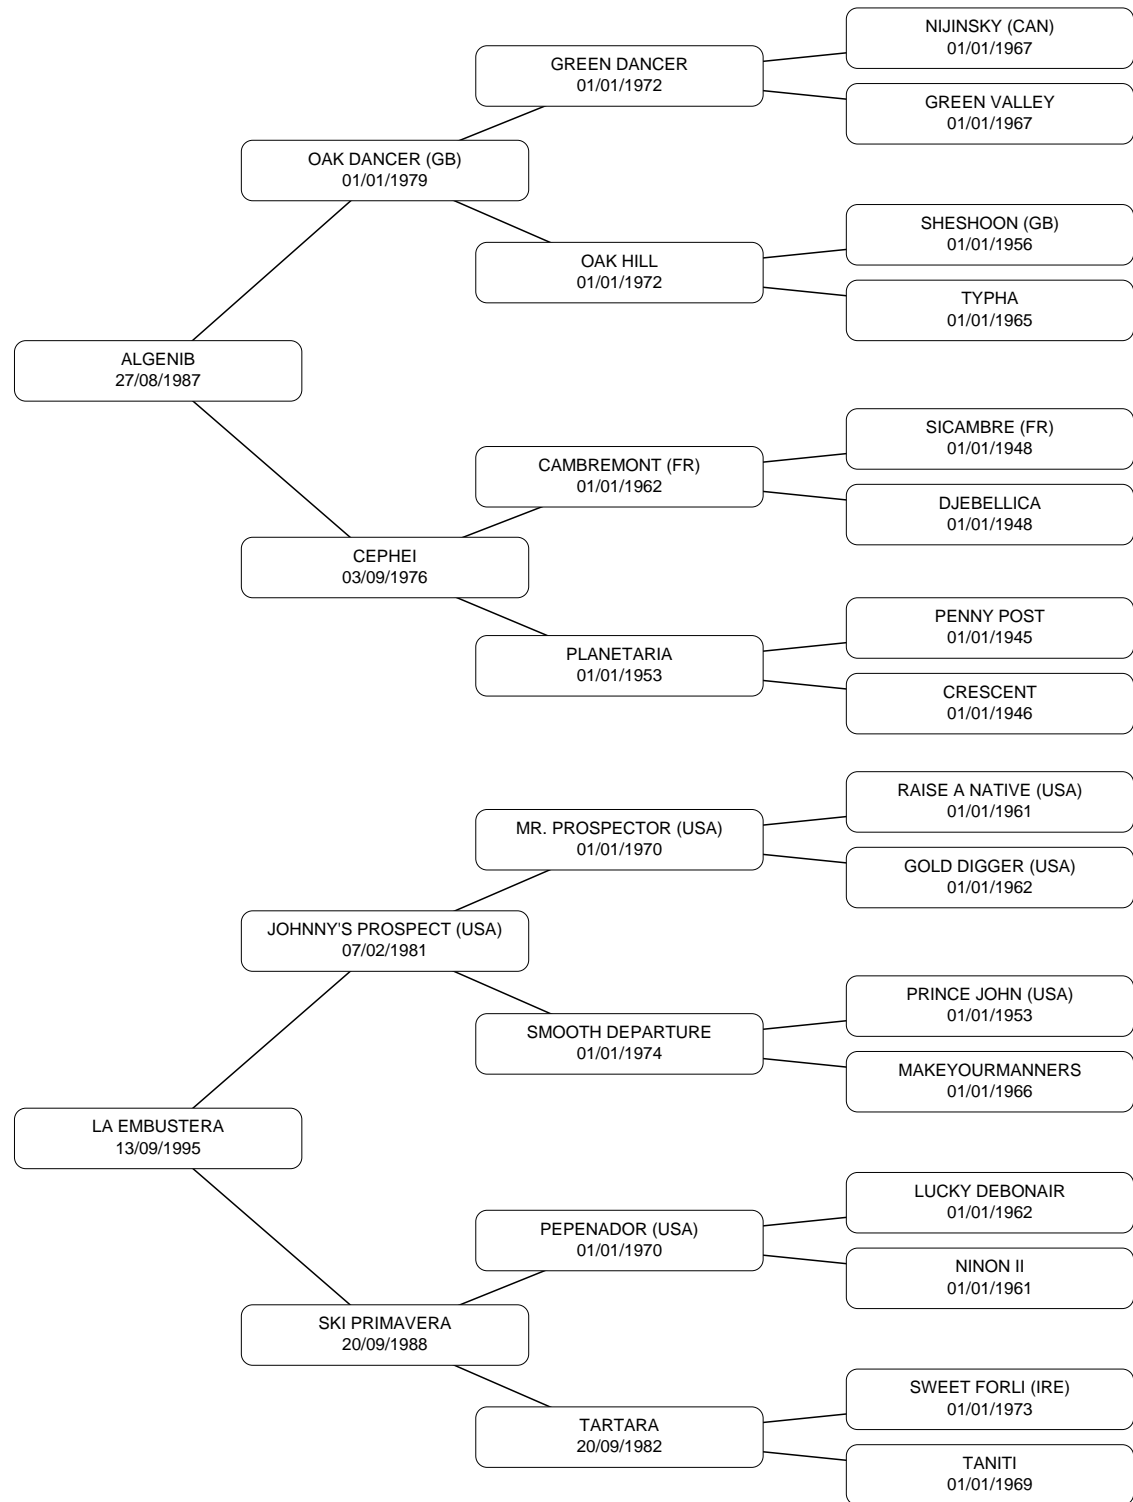 NIJINSKY (CAN)
01/01/1967
GREEN DANCER
01/01/1972
GREEN VALLEY
01/01/1967
OAK DANCER (GB)
01/01/1979
SHESHOON (GB)
01/01/1956
OAK HILL
01/01/1972
TYPHA
01/01/1965
ALGENIB
27/08/1987
SICAMBRE (FR)
01/01/1948
CAMBREMONT (FR)
01/01/1962
DJEBELLICA
01/01/1948
CEPHEI
03/09/1976
PENNY POST
01/01/1945
PLANETARIA
01/01/1953
CRESCENT
01/01/1946
RAISE A NATIVE (USA)
01/01/1961
MR. PROSPECTOR (USA)
01/01/1970
GOLD DIGGER (USA)
01/01/1962
JOHNNY'S PROSPECT (USA)
07/02/1981
PRINCE JOHN (USA)
01/01/1953
SMOOTH DEPARTURE
01/01/1974
MAKEYOURMANNERS
01/01/1966
LA EMBUSTERA
13/09/1995
LUCKY DEBONAIR
01/01/1962
PEPENADOR (USA)
01/01/1970
NINON II
01/01/1961
SKI PRIMAVERA
20/09/1988
SWEET FORLI (IRE)
01/01/1973
TARTARA
20/09/1982
TANITI
01/01/1969